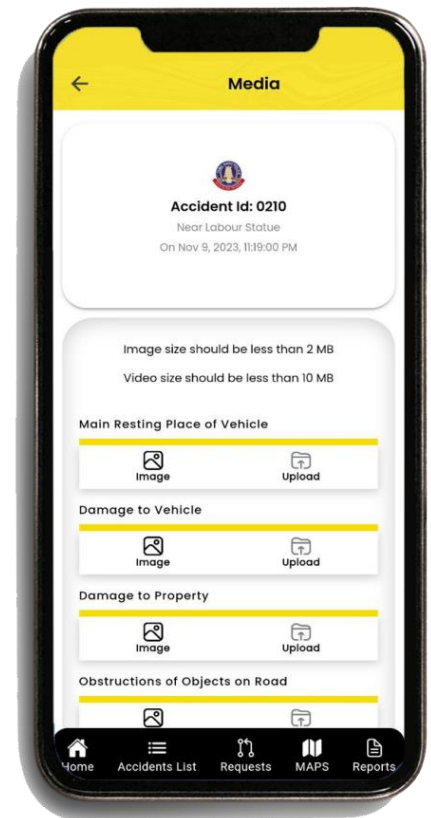 Media
Accident Id: 0210
Near Labour Statue
On Nov 9, 2023, 11:19:00 PM
Image size should be less than 2 MB
Video size should be less than 10 MB
Main Resting Place of Vehicle
Image Upload
Damage to Vehicle
Image Upload
Damage to Property
Image Upload
Obstructions of Objects on Road
Home Accidents List Requests MAPS Reports